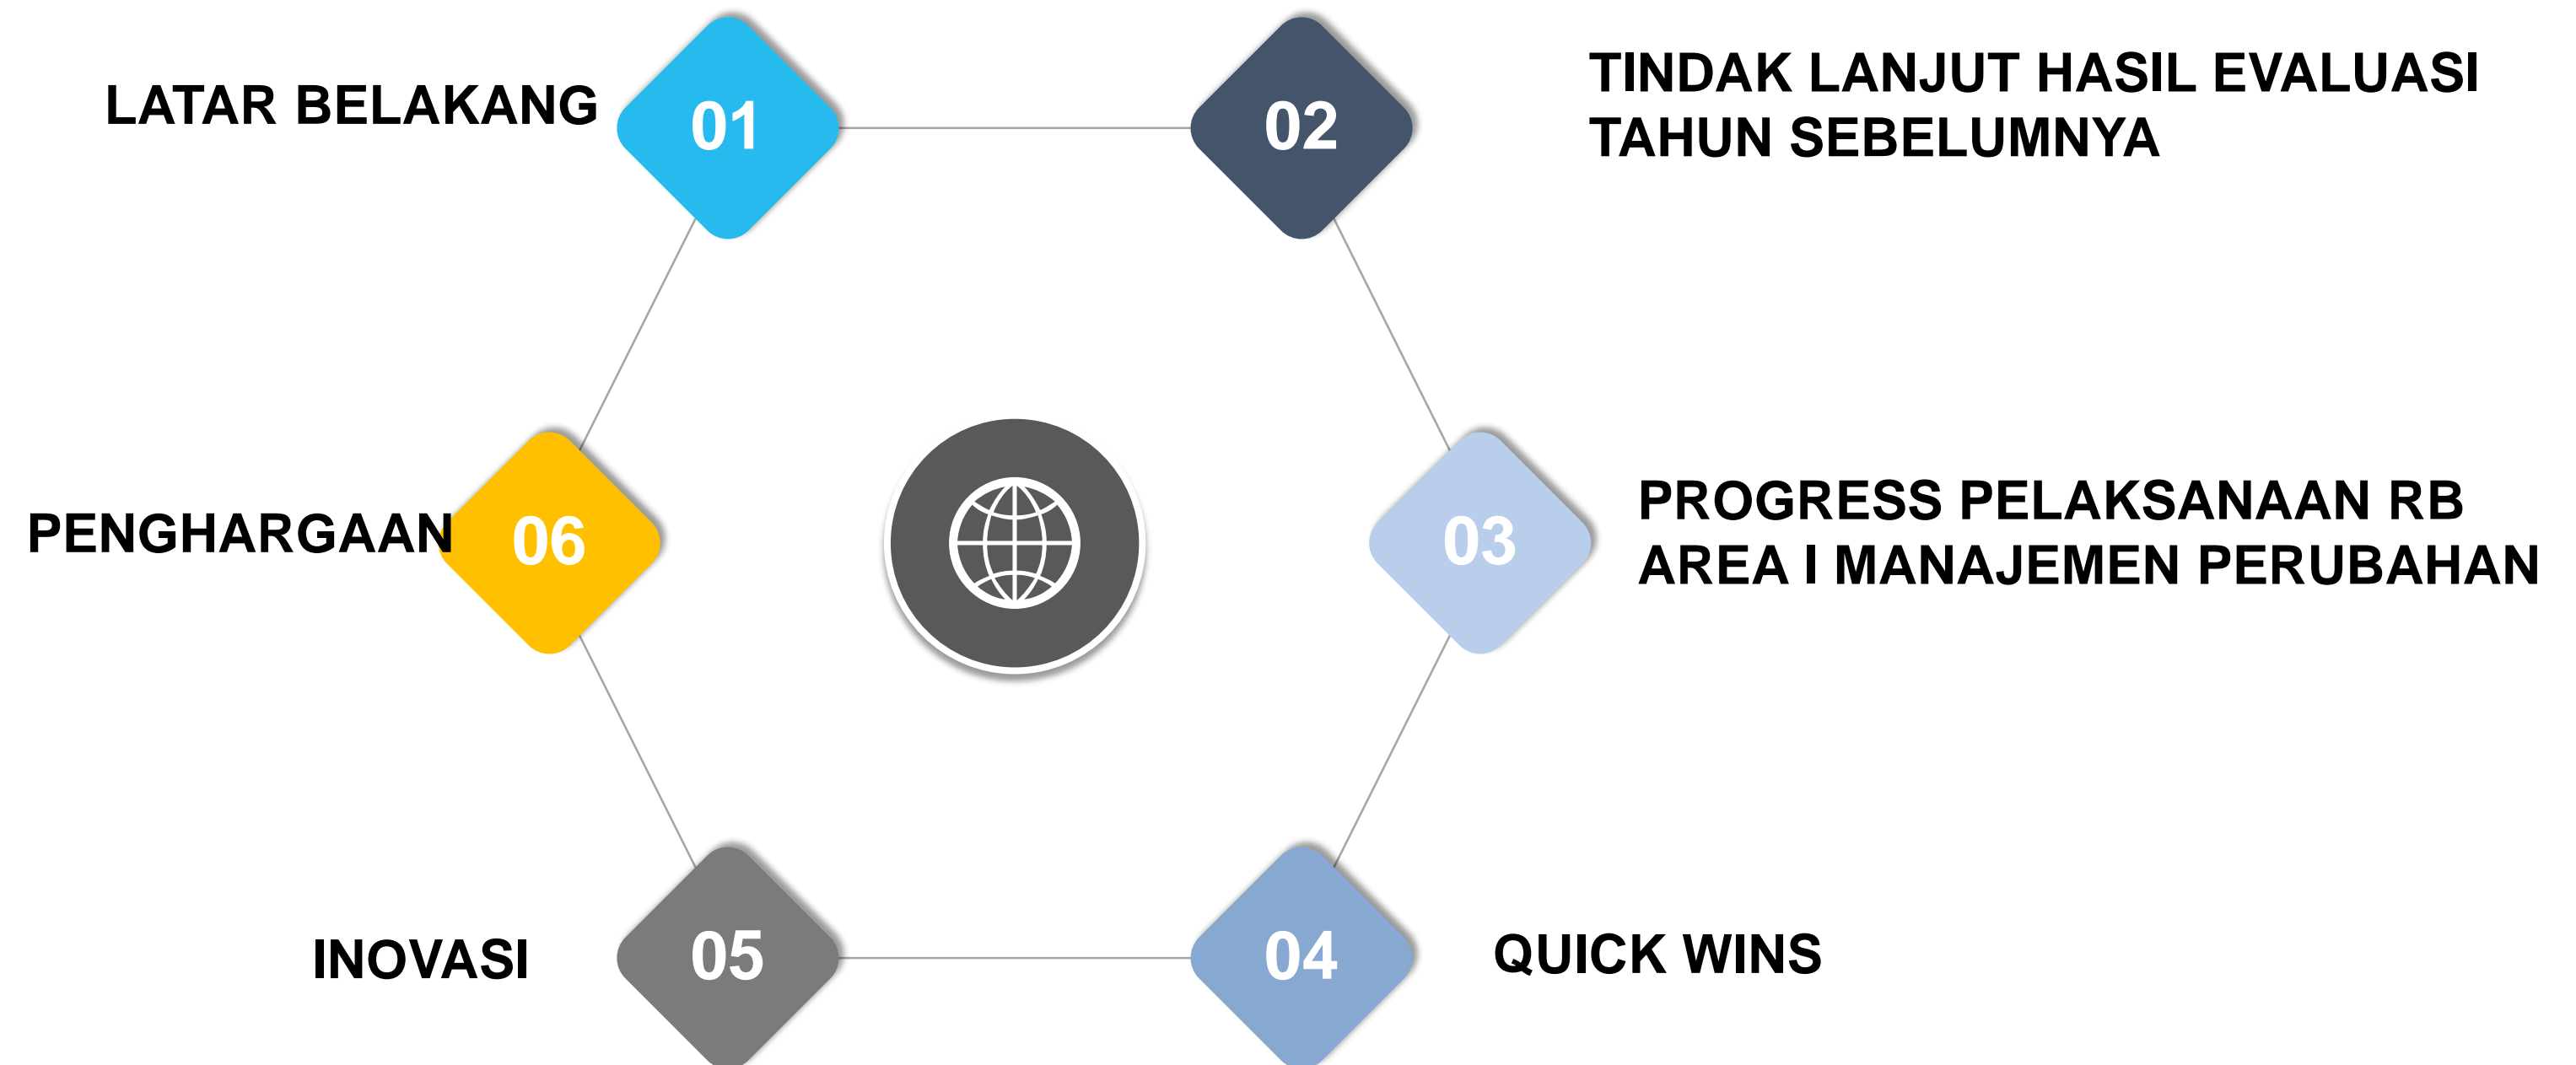 LATAR BELAKANG
01
02
TINDAK LANJUT HASIL EVALUASI
TAHUN SEBELUMNYA
PENGHARGAAN
06
03
PROGRESS PELAKSANAAN RB
AREA I MANAJEMEN PERUBAHAN
INOVASI
05
04
QUICK WINS